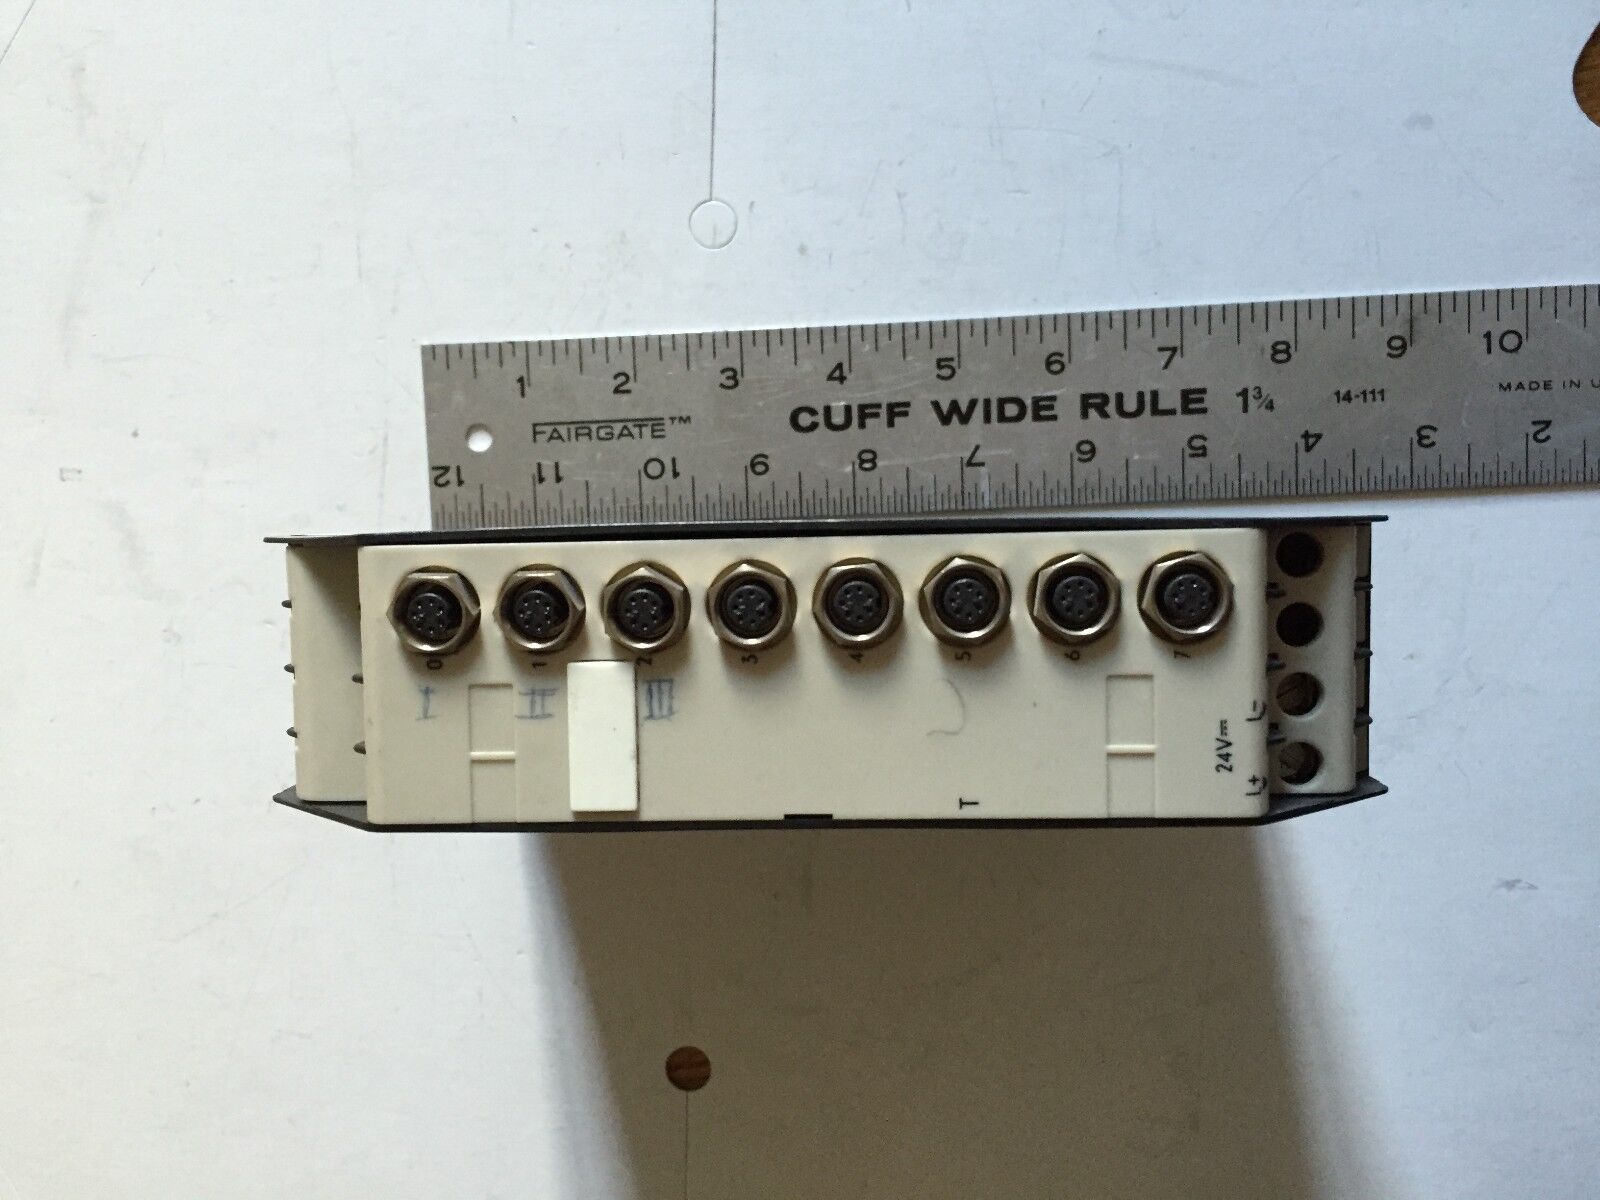 1 2 3 4 5 6 7 8 9 10
FAIRGATE™ CUFF WIDE RULE 1¾ 14-111 MADE IN U
12 11 10 9 8 7 6 5 4 3 2
0 1 2 3 4 5 6 7
I II III
24V⎓
L-
L+
T